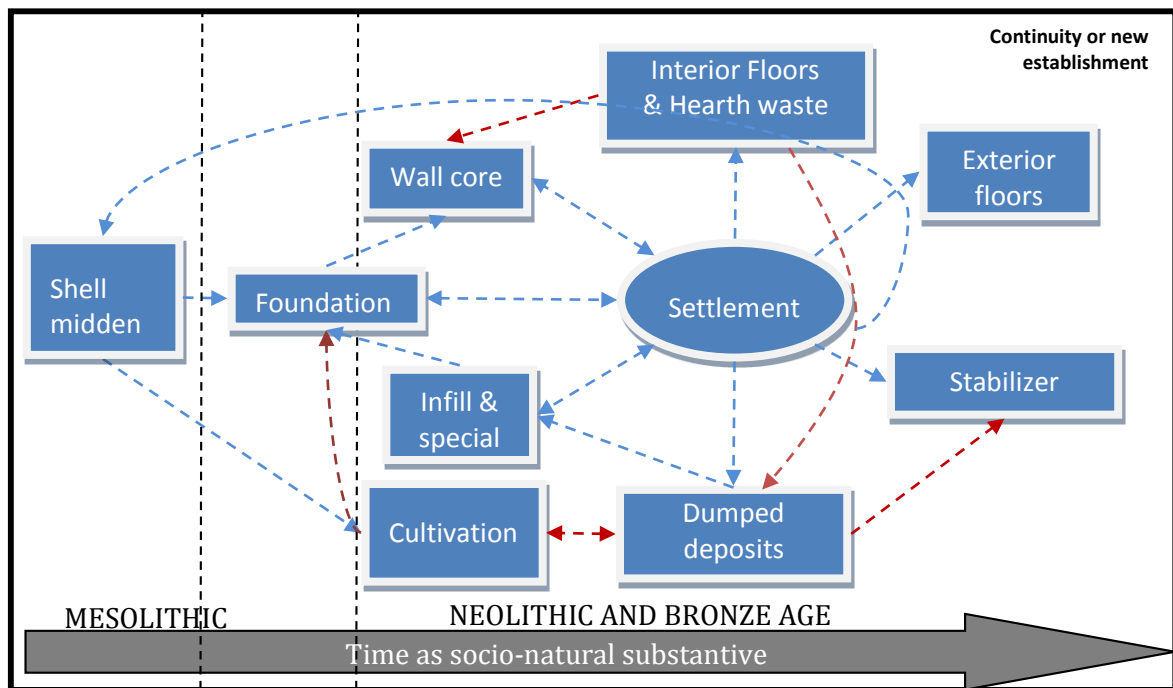 Continuity or new
establishment
Interior Floors
& Hearth waste
Wall core
Exterior
floors
Shell
midden
Foundation
Settlement
Infill &
special
Stabilizer
Cultivation
Dumped
deposits
MESOLITHIC
NEOLITHIC AND BRONZE AGE
Time as socio-natural substantive